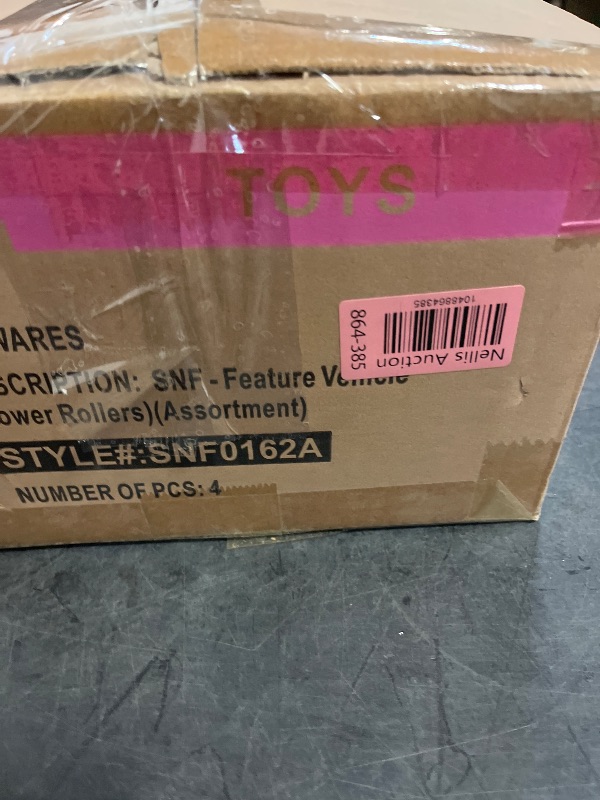 TOYS
1048864385
Nellis Auction
864-385
WARES
SCRIPTION: SNF - Feature Vehicle
ower Rollers)(Assortment)
STYLE#:SNF0162A
NUMBER OF PCS: 4